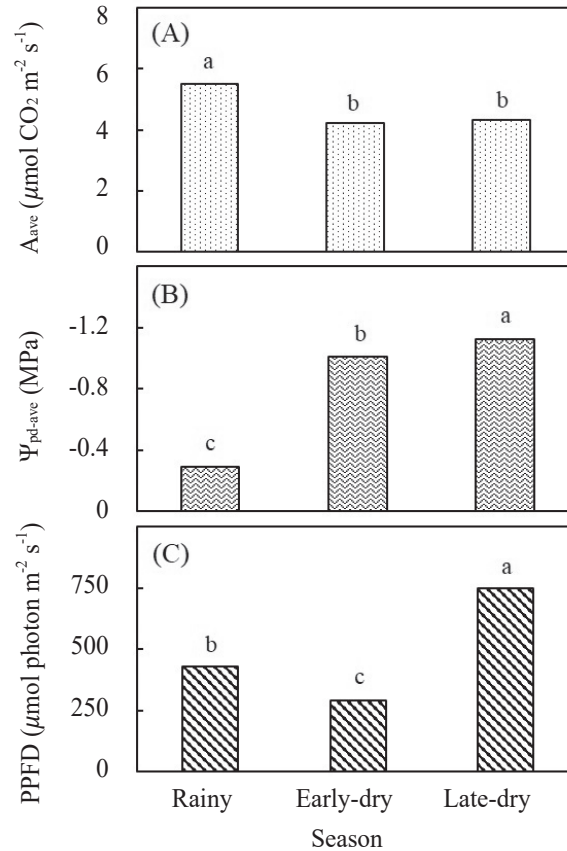 (A)
8
6
4
2
0
Aave (µmol CO₂ m⁻² s⁻¹)
a
b
b
(B)
-1.2
-0.8
-0.4
0
Ψpd-ave (MPa)
c
b
a
(C)
750
500
250
0
PPFD (µmol photon m⁻² s⁻¹)
b
c
a
Rainy Early-dry Late-dry
Season